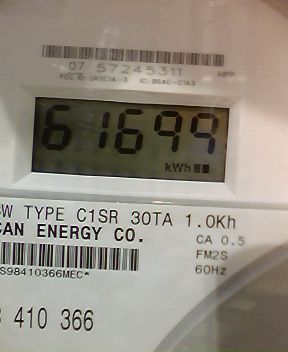 07 57245311
61699
kWh
TYPE C1SR 30TA 1.0Kh
ENERGY CO.
CA 0.5
FM2S
60Hz
S98410366MEC*
410 366